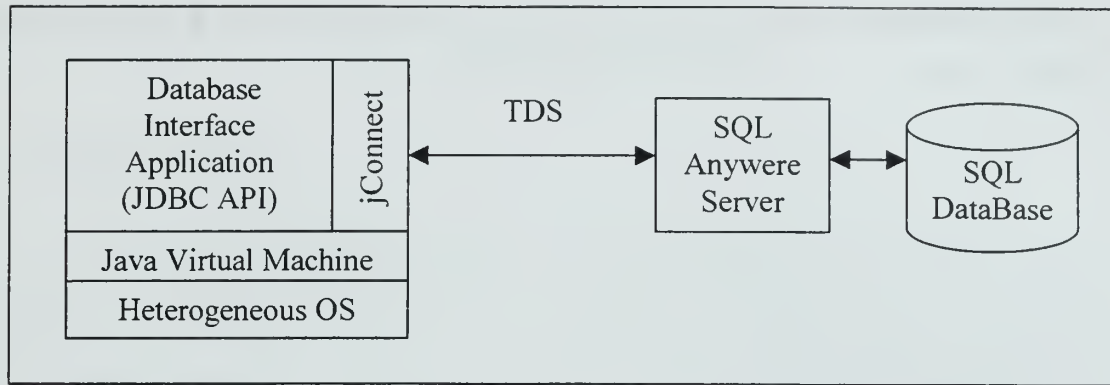 Database
Interface
Application
(JDBC API)
jConnect
Java Virtual Machine
Heterogeneous OS
TDS
SQL
Anywere
Server
SQL
DataBase